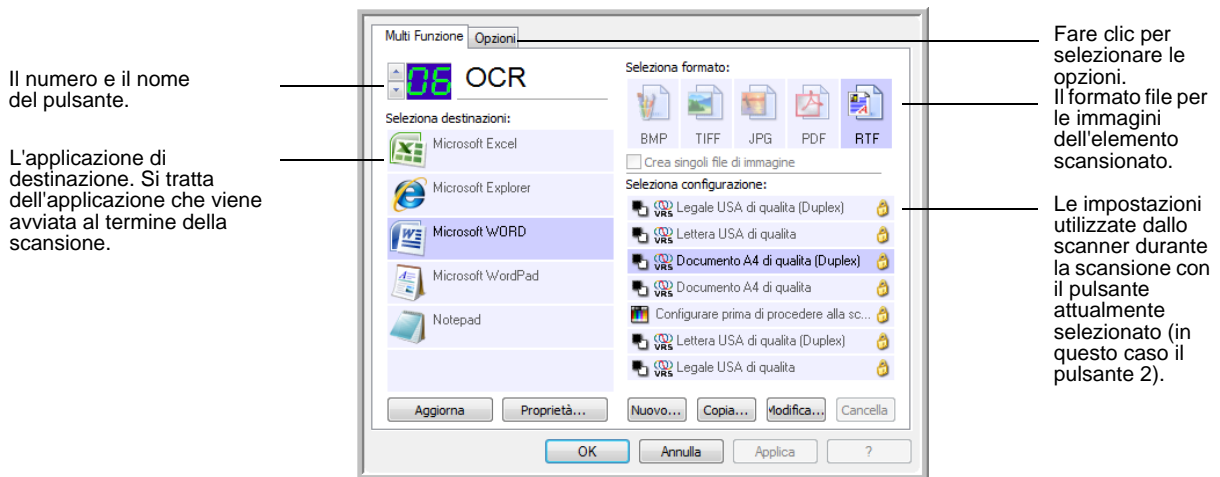 Il numero e il nome
del pulsante.
L'applicazione di
destinazione. Si tratta
dell'applicazione che viene
avviata al termine della
scansione.
Multi Funzione
Opzioni
06 OCR
Seleziona destinazioni:
Microsoft Excel
Microsoft Explorer
Microsoft WORD
Microsoft WordPad
Notepad
Aggiorna
Proprietà...
Seleziona formato:
BMP TIFF JPG PDF RTF
Crea singoli file di immagine
Seleziona configurazione:
VRS Legale USA di qualita (Duplex)
VRS Lettera USA di qualita
VRS Documento A4 di qualita (Duplex)
VRS Documento A4 di qualita
Configurare prima di procedere alla sc...
VRS Lettera USA di qualita (Duplex)
VRS Legale USA di qualita
Nuovo... Copia... Modifica... Cancella
OK Annulla Applica ?
Fare clic per
selezionare le
opzioni.
Il formato file per
le immagini
dell'elemento
scansionato.
Le impostazioni
utilizzate dallo
scanner durante
la scansione con
il pulsante
attualmente
selezionato (in
questo caso il
pulsante 2).